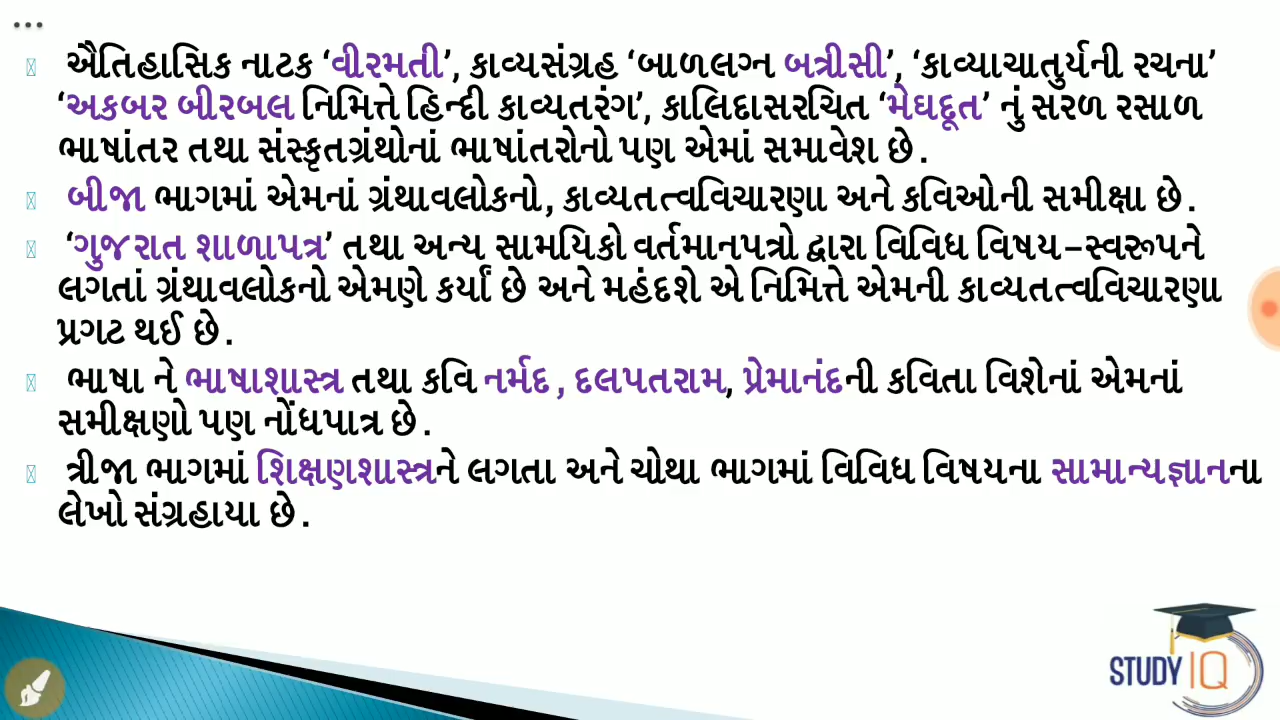 ઐતિહાસિક નાટક ‘વીરમતી’, કાવ્યસંગ્રહ ‘બાળલગ્ન બત્રીસી’, ‘કાવ્યાચાતુર્યની રચના’
‘અકબર બીરબલ નિમિત્તે હિન્દી કાવ્યતરંગ’, કાલિદાસરચિત ‘મેઘદૂત’ નું સરળ રસાળ
ભાષાંતર તથા સંસ્કૃતગ્રંથોનાં ભાષાંતરોનો પણ એમાં સમાવેશ છે.
બીજા ભાગમાં એમનાં ગ્રંથાવલોકનો, કાવ્યતત્વવિચારણા અને કવિઓની સમીક્ષા છે.
‘ગુજરાત શાળાપત્ર’ તથા અન્ય સામયિકો વર્તમાનપત્રો દ્વારા વિવિધ વિષય–સ્વરૂપને
લગતાં ગ્રંથાવલોકનો એમણે કર્યાં છે અને મહંદશે એ નિમિત્તે એમની કાવ્યતત્વવિચારણા
પ્રગટ થઈ છે.
ભાષા ને ભાષાશાસ્ત્ર તથા કવિ નર્મદ , દલપતરામ, પ્રેમાનંદની કવિતા વિશેનાં એમનાં
સમીક્ષણો પણ નોંધપાત્ર છે.
ત્રીજા ભાગમાં શિક્ષણશાસ્ત્રને લગતા અને ચોથા ભાગમાં વિવિધ વિષયના સામાન્યજ્ઞાનના
લેખો સંગ્રહાયા છે.
STUDY IQ